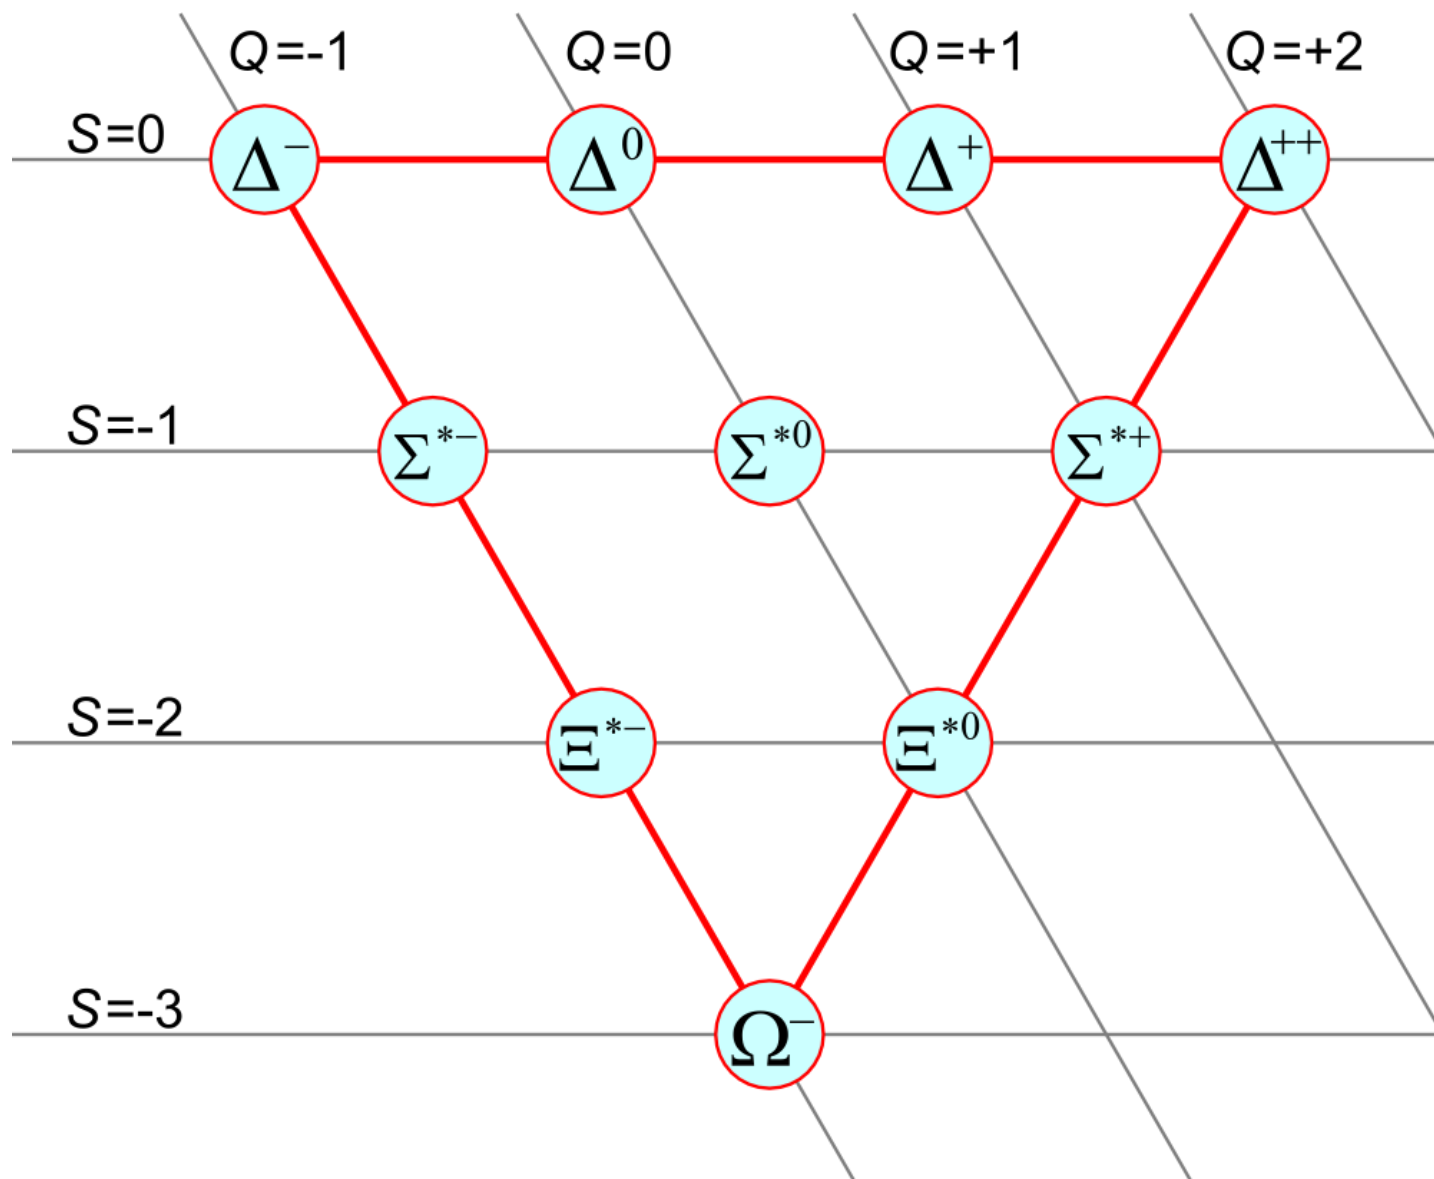 Q=-1 Q=0 Q=+1 Q=+2
S=0 Δ⁻ Δ⁰ Δ⁺ Δ⁺⁺
S=-1 Σ*⁻ Σ*⁰ Σ*⁺
S=-2 Ξ*⁻ Ξ*⁰
S=-3 Ω⁻